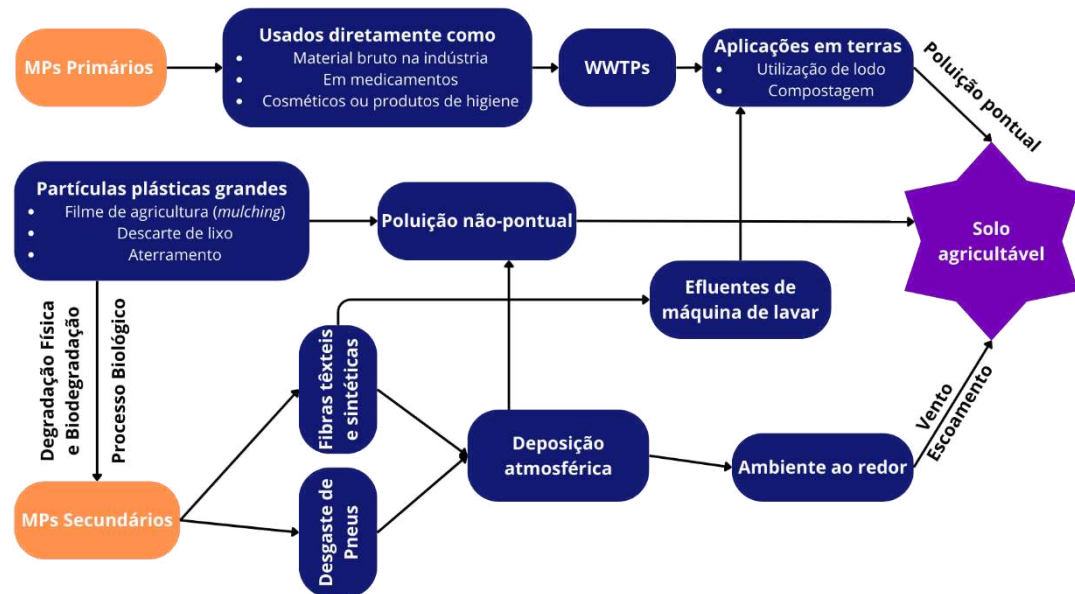 MPs Primários
Usados diretamente como
• Material bruto na indústria
• Em medicamentos
• Cosméticos ou produtos de higiene
WWTPs
Aplicações em terras
• Utilização de lodo
• Compostagem
Poluição pontual
Partículas plásticas grandes
• Filme de agricultura (mulching)
• Descarte de lixo
• Aterramento
Poluição não-pontual
Solo
agricultável
Efluentes de
máquina de lavar
Degradação Física
e Biodegradação
Processo Biológico
Fibras têxteis
e sintéticas
Deposição
atmosférica
Ambiente ao redor
Vento
Escoamento
MPs Secundários
Desgaste de
Pneus